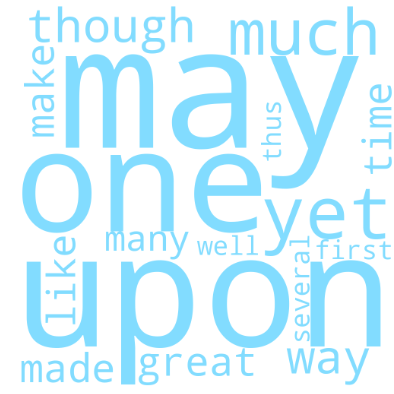 though
much
make
may
thus
time
one
yet
many
well
like
first
several
upon
made
great
way